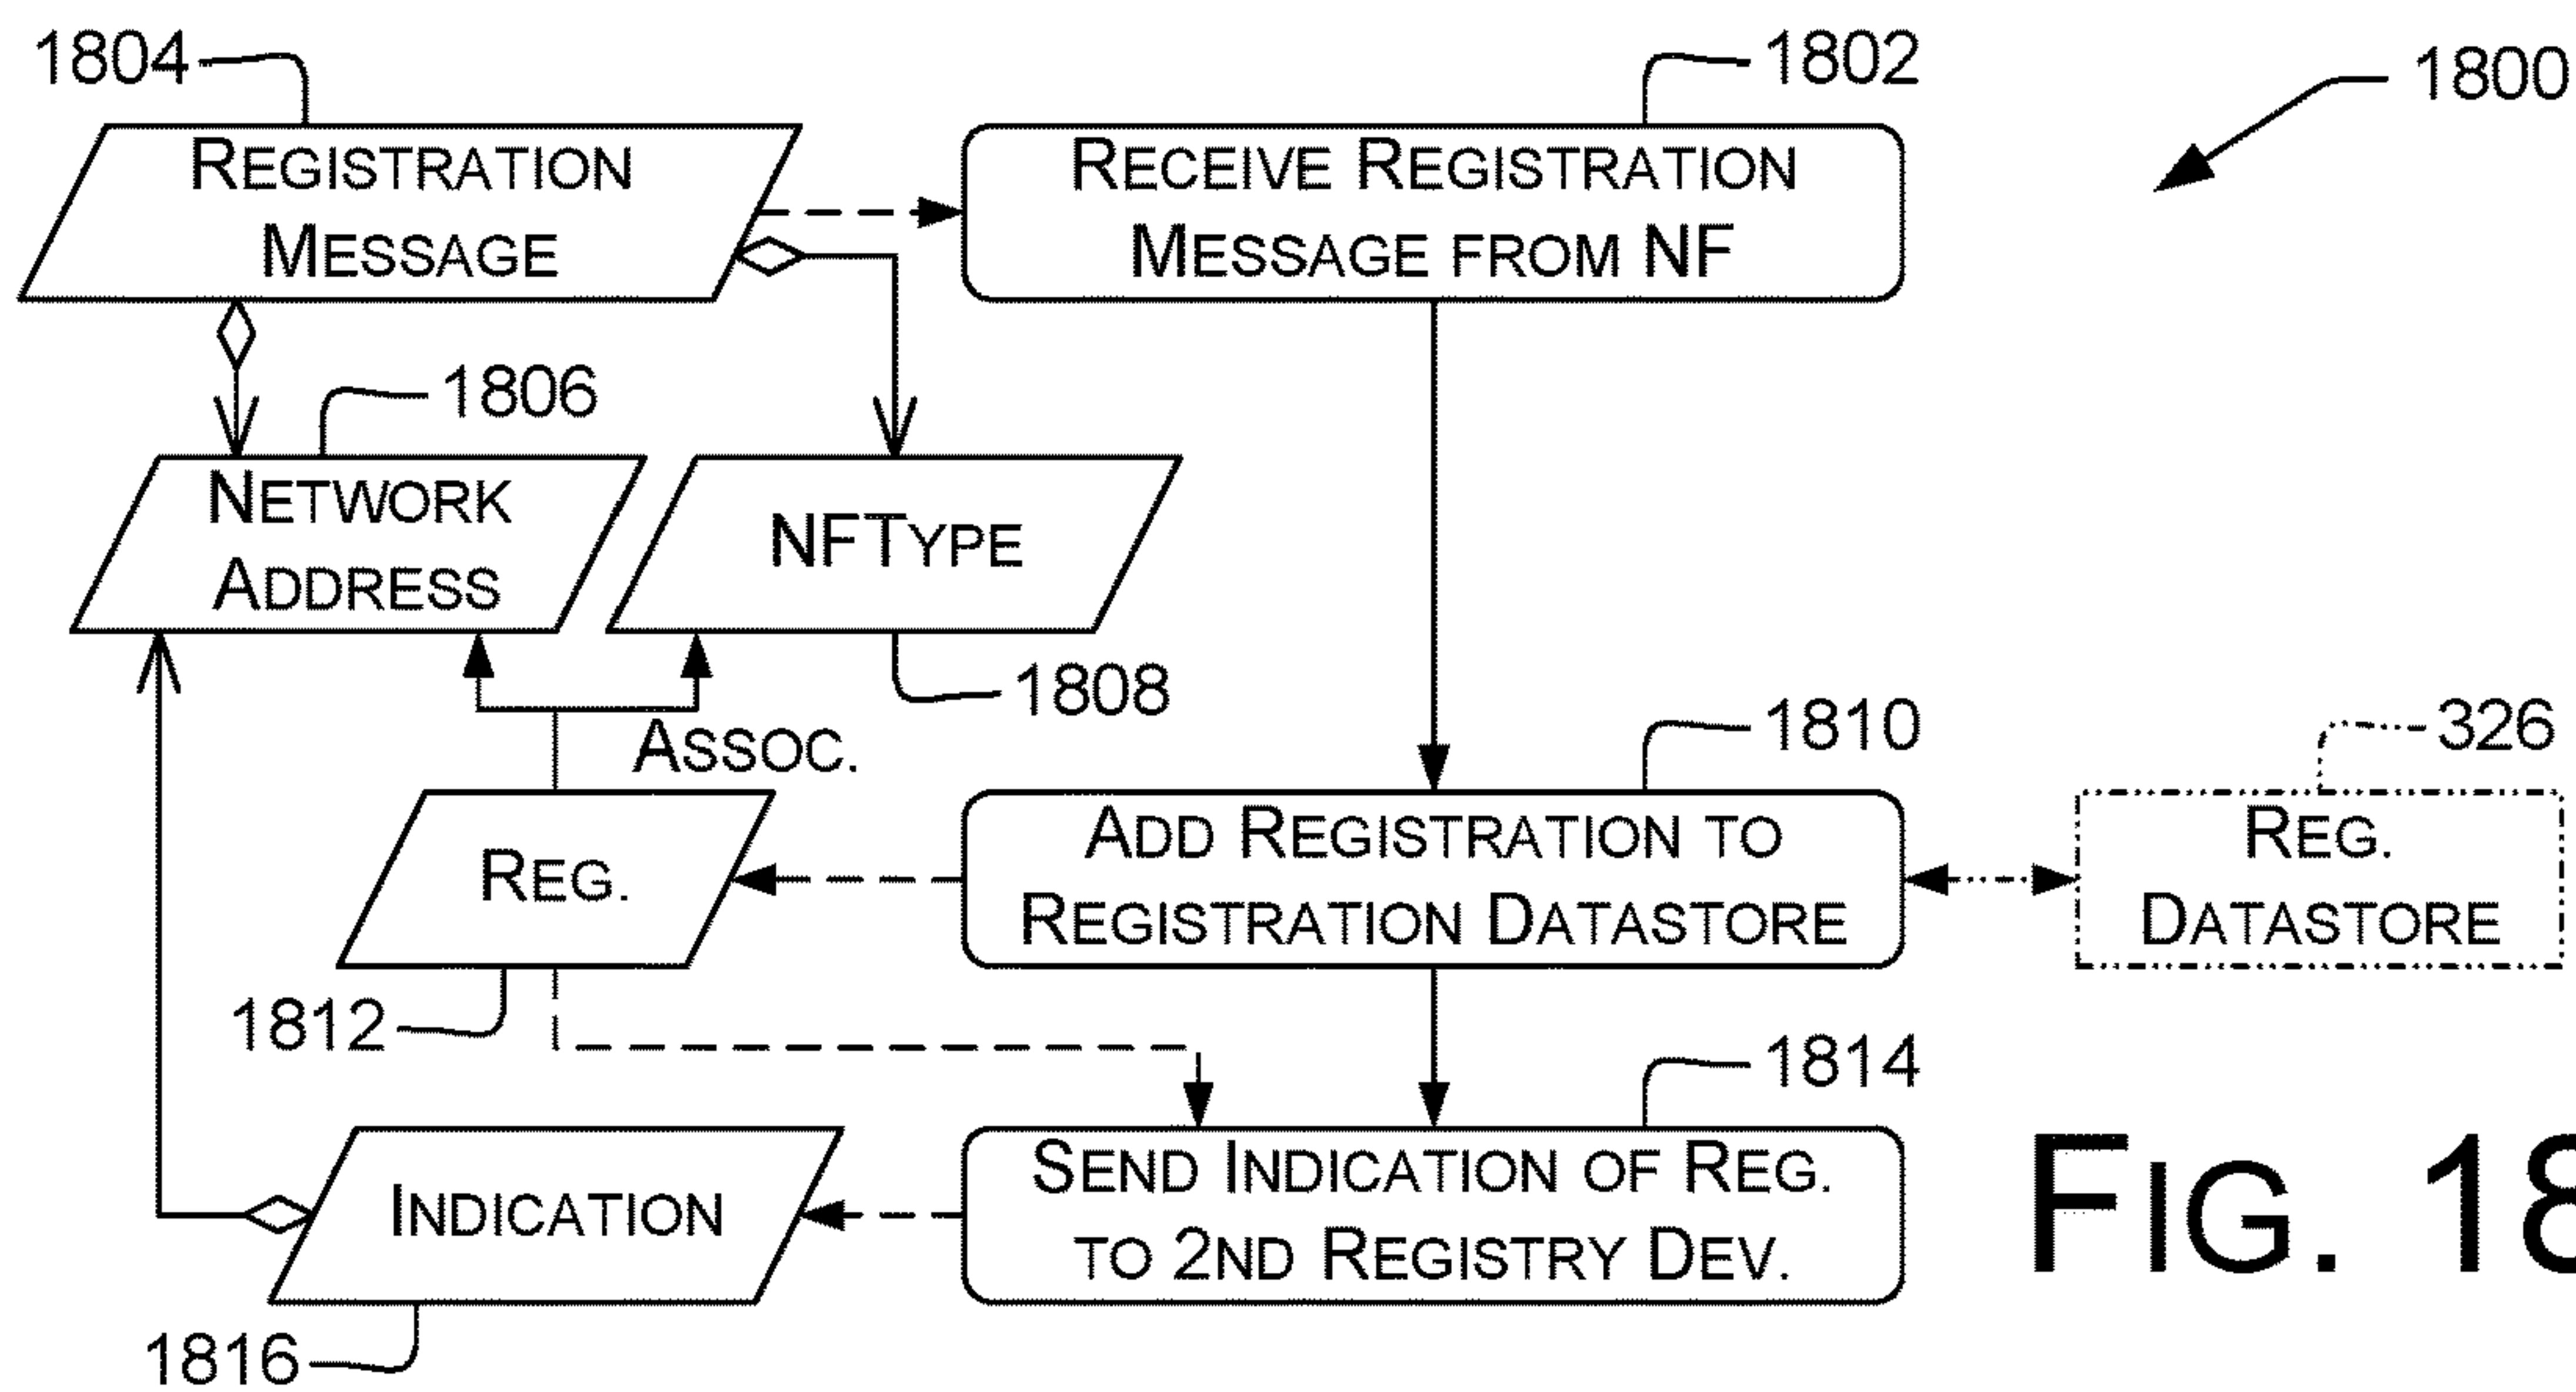 1804
1802
1800
REGISTRATION
MESSAGE
RECEIVE REGISTRATION
MESSAGE FROM NF
1806
NETWORK
ADDRESS
NFTYPE
1808
ASSOC.
1810
326
REG.
ADD REGISTRATION TO
REGISTRATION DATASTORE
REG.
DATASTORE
1812
1814
INDICATION
SEND INDICATION OF REG.
TO 2ND REGISTRY DEV.
1816
FIG. 18